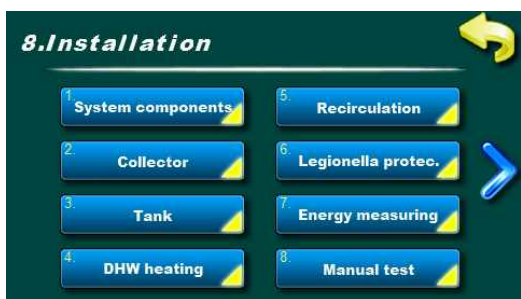 8.Installation
1.
System components
2.
Collector
3.
Tank
4.
DHW heating
5.
Recirculation
6.
Legionella protec.
7.
Energy measuring
8.
Manual test